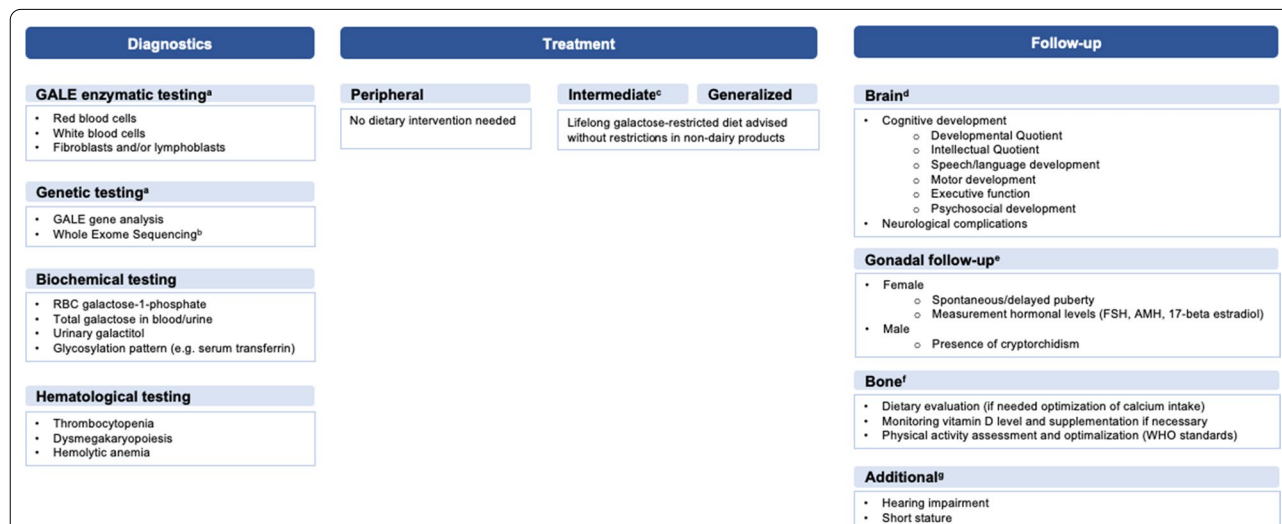 Diagnostics
GALE enzymatic testingᵃ
• Red blood cells
• White blood cells
• Fibroblasts and/or lymphoblasts
Genetic testingᵃ
• GALE gene analysis
• Whole Exome Sequencingᵇ
Biochemical testing
• RBC galactose-1-phosphate
• Total galactose in blood/urine
• Urinary galactitol
• Glycosylation pattern (e.g. serum transferrin)
Hematological testing
• Thrombocytopenia
• Dysmegakaryopoiesis
• Hemolytic anemia
Treatment
Peripheral
No dietary intervention needed
Intermediateᶜ
Generalized
Lifelong galactose-restricted diet advised
without restrictions in non-dairy products
Follow-up
Brainᵈ
• Cognitive development
o Developmental Quotient
o Intellectual Quotient
o Speech/language development
o Motor development
o Executive function
o Psychosocial development
• Neurological complications
Gonadal follow-upᵉ
• Female
o Spontaneous/delayed puberty
o Measurement hormonal levels (FSH, AMH, 17-beta estradiol)
• Male
o Presence of cryptorchidism
Boneᶠ
• Dietary evaluation (if needed optimization of calcium intake)
• Monitoring vitamin D level and supplementation if necessary
• Physical activity assessment and optimalization (WHO standards)
Additionalᵍ
• Hearing impairment
• Short stature